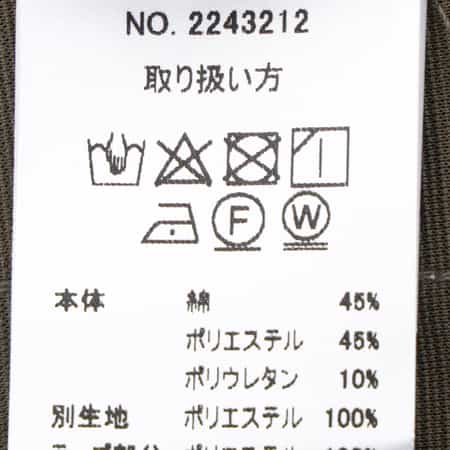 NO. 2243212
取り扱い方
F W
本体 綿 45%
ポリエステル 45%
ポリウレタン 10%
別生地 ポリエステル 100%